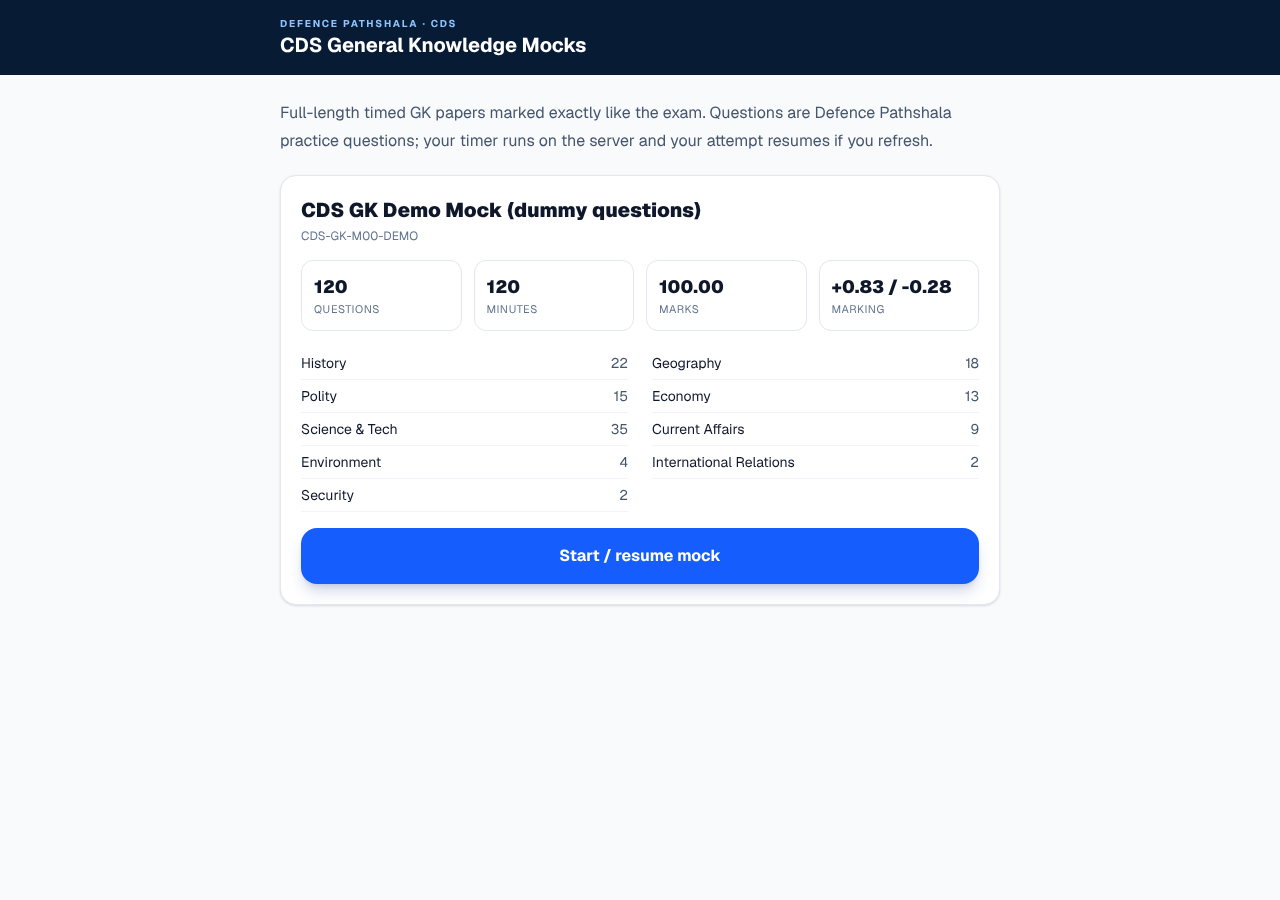 DEFENCE PATHSHALA · CDS
CDS General Knowledge Mocks
Full-length timed GK papers marked exactly like the exam. Questions are Defence Pathshala
practice questions; your timer runs on the server and your attempt resumes if you refresh.
CDS GK Demo Mock (dummy questions)
CDS-GK-M00-DEMO
120
QUESTIONS
120
MINUTES
100.00
MARKS
+0.83 / -0.28
MARKING
History 22
Geography 18
Polity 15
Economy 13
Science & Tech 35
Current Affairs 9
Environment 4
International Relations 2
Security 2
Start / resume mock